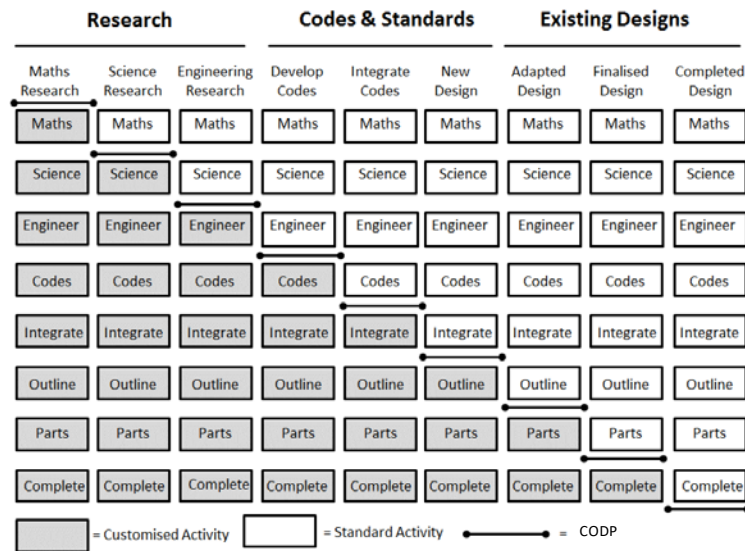 Research Codes & Standards Existing Designs
Maths Science Engineering Develop Integrate New Adapted Finalised Completed
Research Research Research Codes Codes Design Design Design Design
Maths Maths Maths Maths Maths Maths Maths Maths Maths
Science Science Science Science Science Science Science Science Science
Engineer Engineer Engineer Engineer Engineer Engineer Engineer Engineer Engineer
Codes Codes Codes Codes Codes Codes Codes Codes Codes
Integrate Integrate Integrate Integrate Integrate Integrate Integrate Integrate Integrate
Outline Outline Outline Outline Outline Outline Outline Outline Outline
Parts Parts Parts Parts Parts Parts Parts Parts Parts
Complete Complete Complete Complete Complete Complete Complete Complete Complete
= Customised Activity = Standard Activity = CODP